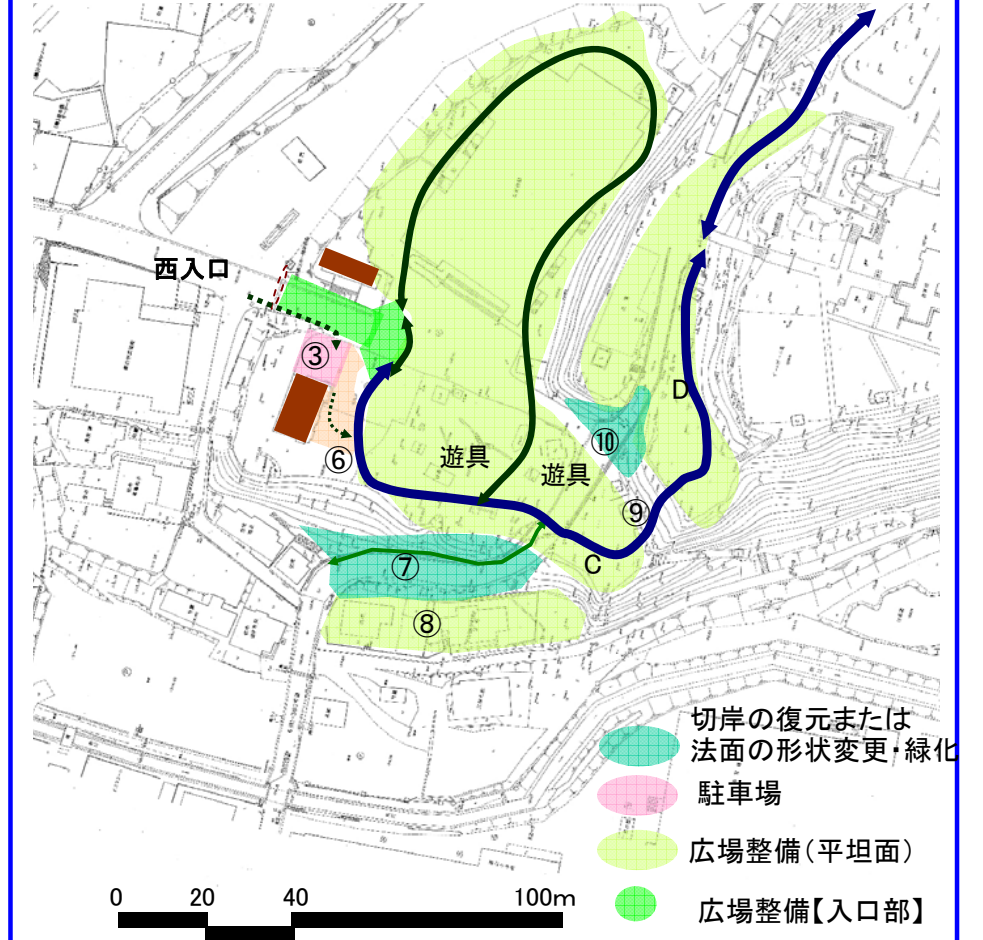 西入口
③
⑥
遊具
遊具
⑩
D
⑨
C
⑦
⑧
切岸の復元または
法面の形状変更・緑化
駐車場
広場整備（平坦面）
広場整備【入口部】
0 20 40 100m